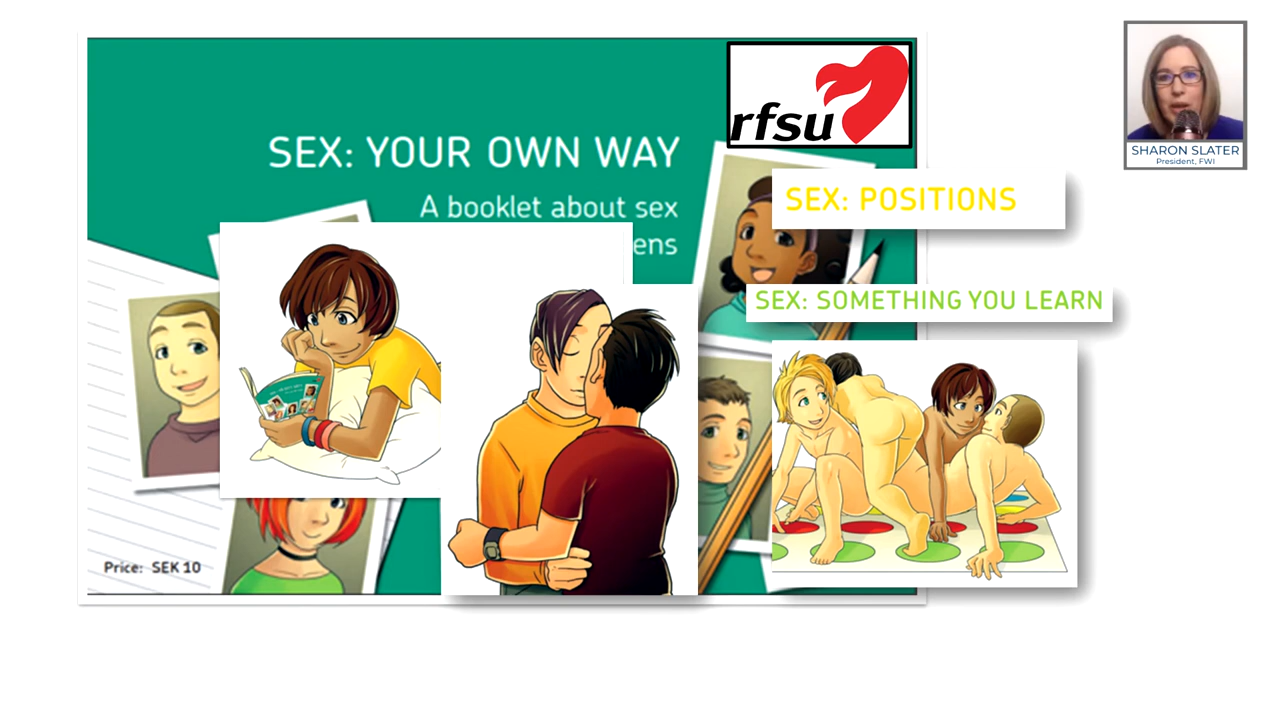 rfsu
SEX: YOUR OWN WAY
A booklet about sex
ens
SEX: POSITIONS
SEX: SOMETHING YOU LEARN
Price: SEK 10
SHARON SLATER
President, FWI